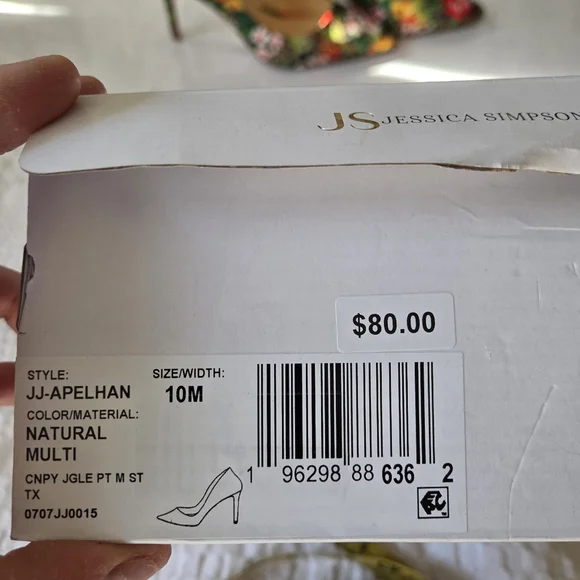 JS JESSICA SIMPSON
$80.00
STYLE:
JJ-APELHAN
COLOR/MATERIAL:
NATURAL
MULTI
CNPY JGLE PT M ST
TX
0707JJ0015
SIZE/WIDTH:
10M
1 96298 88 636 2